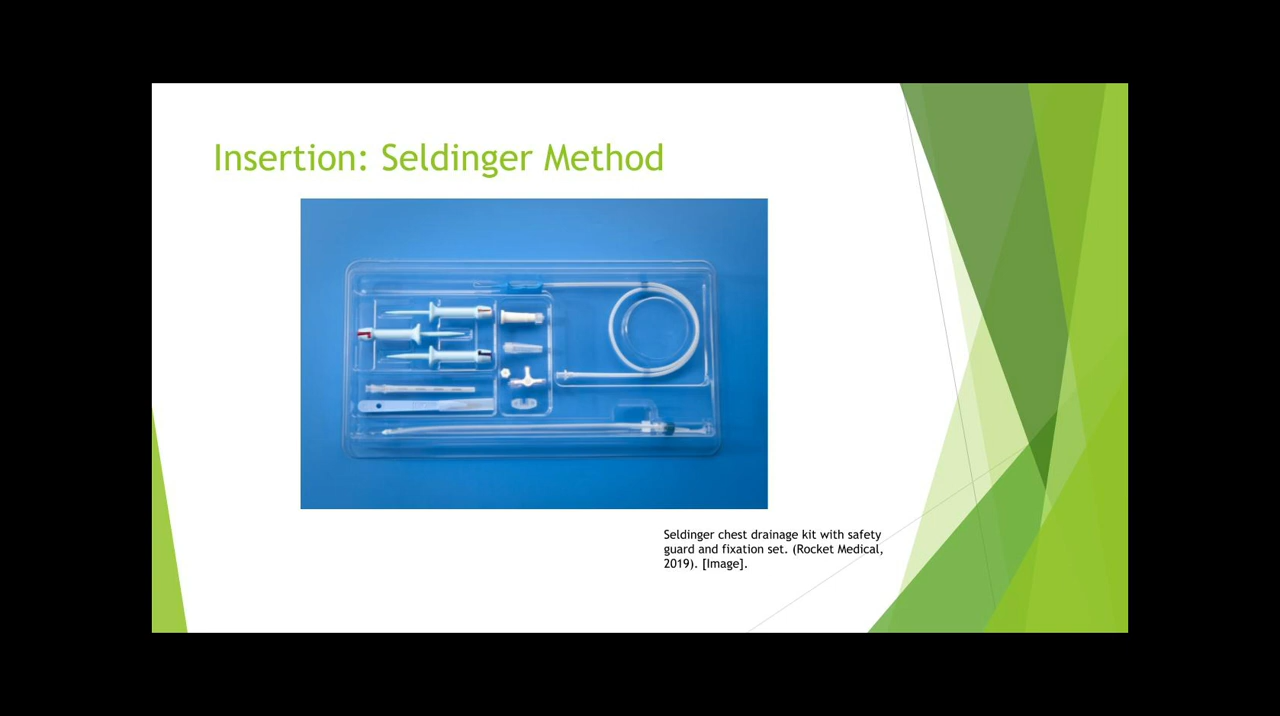 Insertion: Seldinger Method
Seldinger chest drainage kit with safety
guard and fixation set. (Rocket Medical,
2019). [Image].